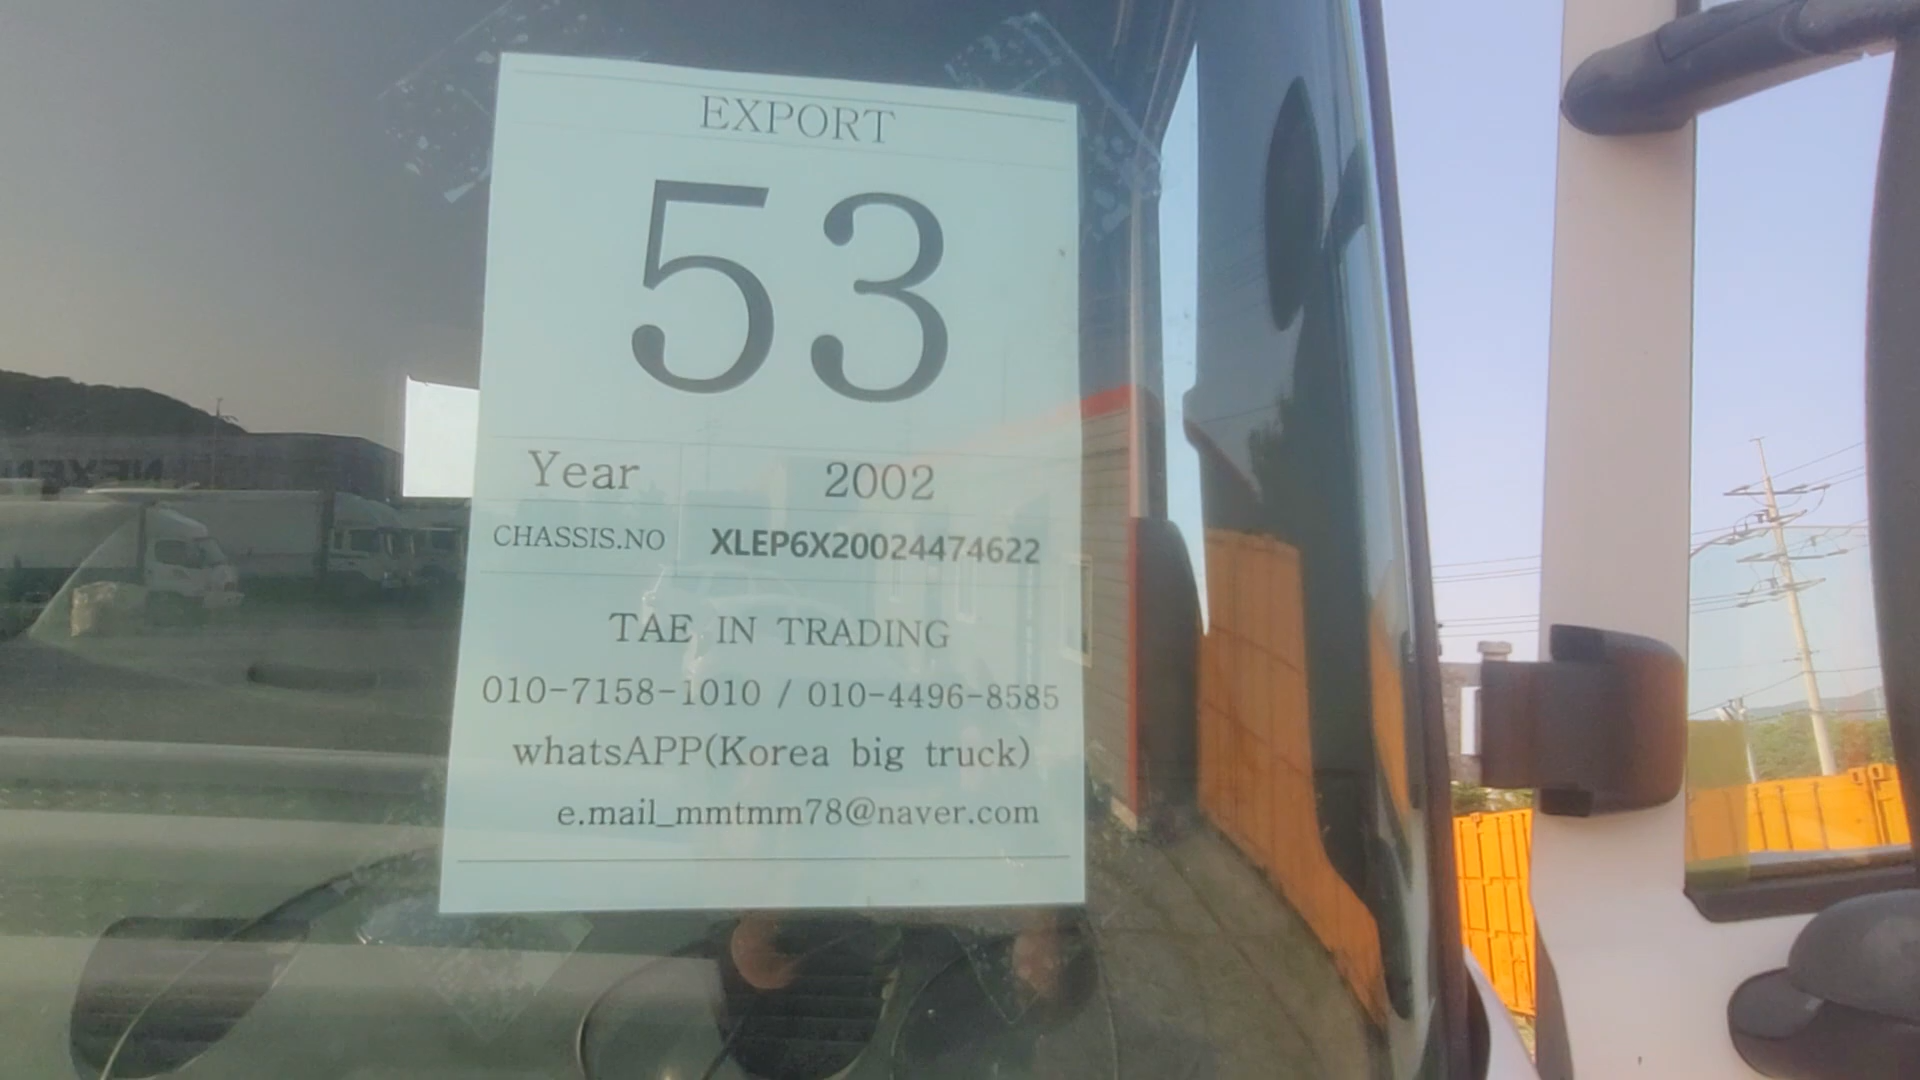 EXPORT
53
Year 2002
CHASSIS.NO XLEP6X20024474622
TAE IN TRADING
010-7158-1010 / 010-4496-8585
whatsAPP(Korea big truck)
e.mail_mmtmm78@naver.com